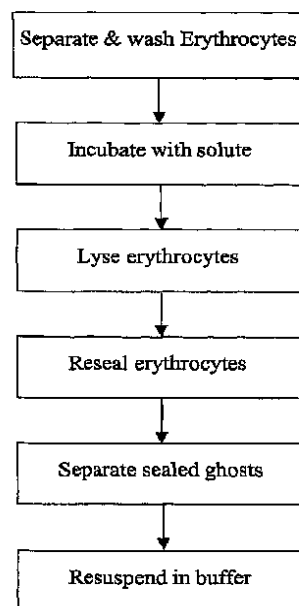 Separate & wash Erythrocytes
Incubate with solute
Lyse erythrocytes
Reseal erythrocytes
Separate sealed ghosts
Resuspend in buffer